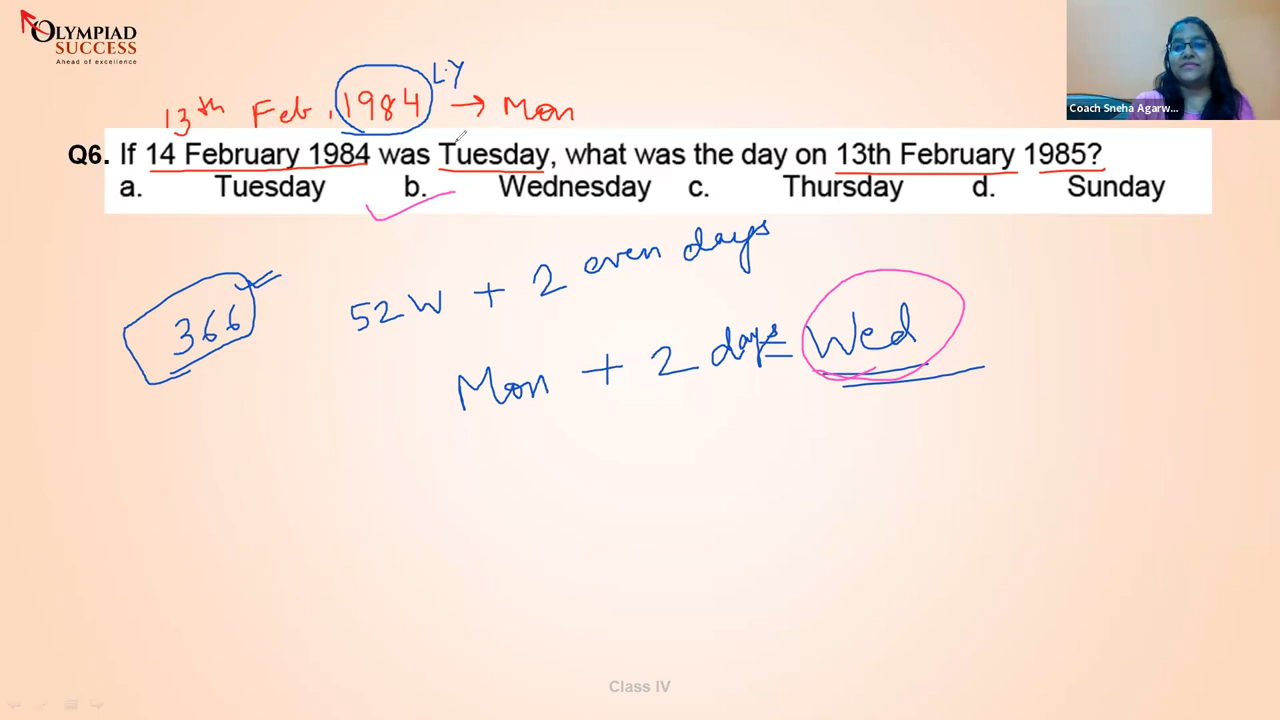 OLYMPIAD
SUCCESS
Ahead of excellence
Coach Sneha Agarw...
L.Y
13th Feb, 1984 → Mon
Q6. If 14 February 1984 was Tuesday, what was the day on 13th February 1985?
a. Tuesday b. Wednesday c. Thursday d. Sunday
366
52W + 2 even days
Mon + 2 days = Wed
Class IV